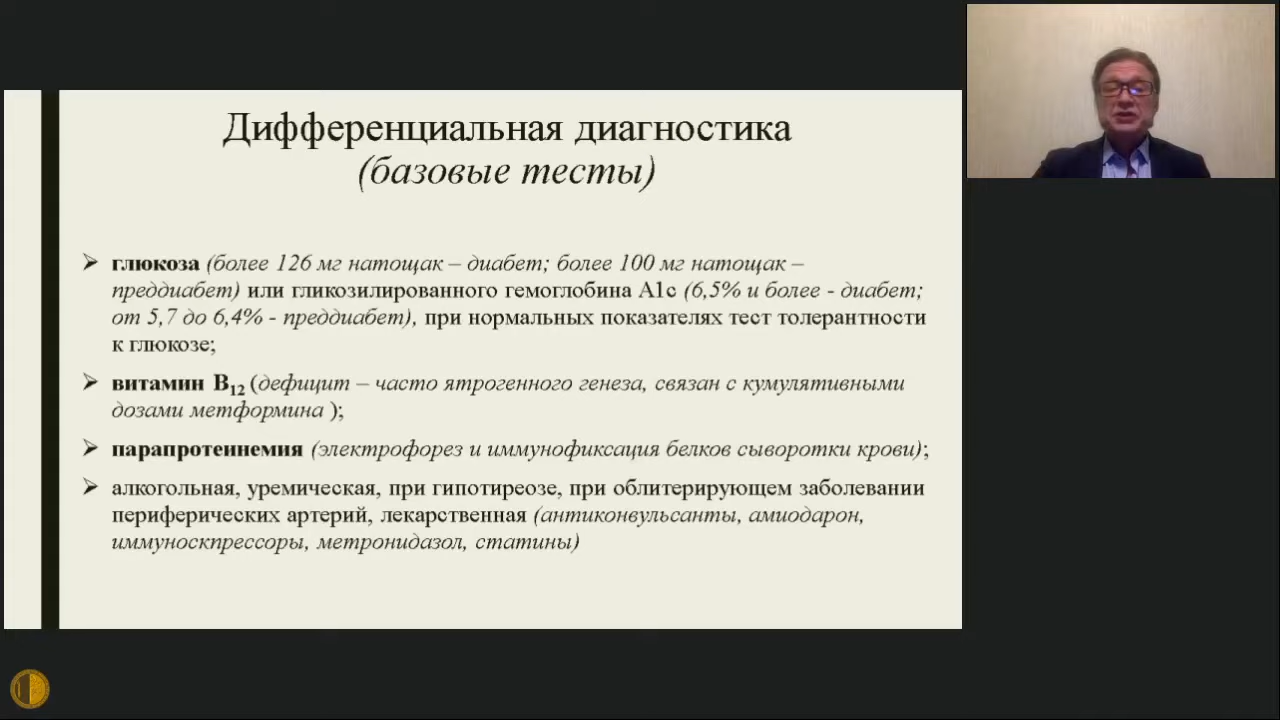 Дифференциальная диагностика
(базовые тесты)
глюкоза (более 126 мг натощак – диабет; более 100 мг натощак –
преддиабет) или гликозилированного гемоглобина А1с (6,5% и более - диабет;
от 5,7 до 6,4% - преддиабет), при нормальных показателях тест толерантности
к глюкозе;
витамин В12 (дефицит – часто ятрогенного генеза, связан с кумулятивными
дозами метформина );
парапротеинемия (электрофорез и иммунофиксация белков сыворотки крови);
алкогольная, уремическая, при гипотиреозе, при облитерирующем заболевании
периферических артерий, лекарственная (антиконвульсанты, амиодарон,
иммуноскпрессоры, метронидазол, статины)